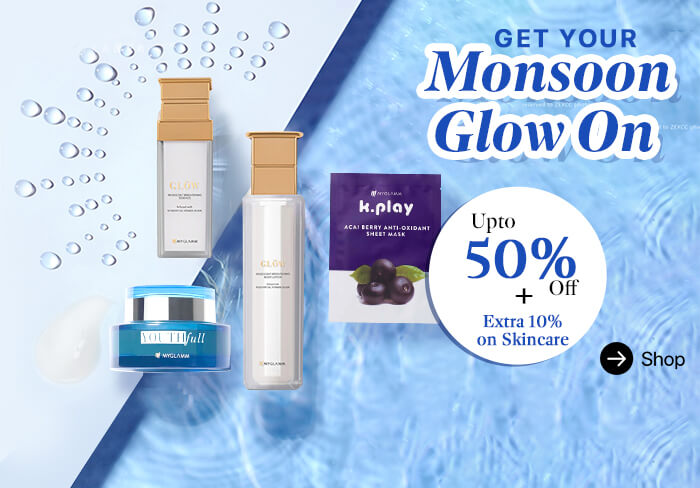 GET YOUR
Monsoon
Glow On
GLOW
MYGLAMM
GLOW
MYGLAMM
YOUTHfull
MYGLAMM
MYGLAMM
k.play
ACAI BERRY ANTI-OXIDANT
SHEET MASK
Upto
50%
Off
+
Extra 10%
on Skincare
Shop